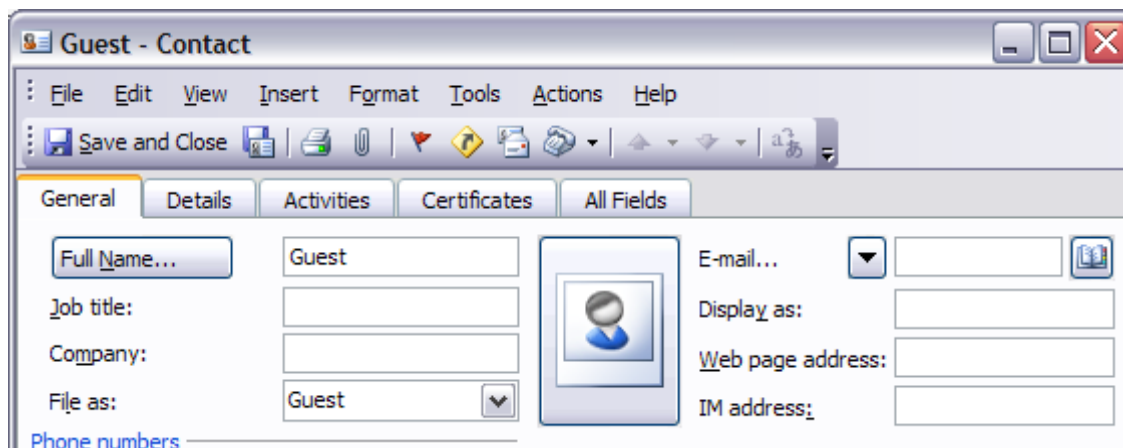 Guest - Contact
File Edit View Insert Format Tools Actions Help
Save and Close
General Details Activities Certificates All Fields
Full Name... Guest E-mail...
Job title: Display as:
Company: Web page address:
File as: Guest IM address:
Phone numbers